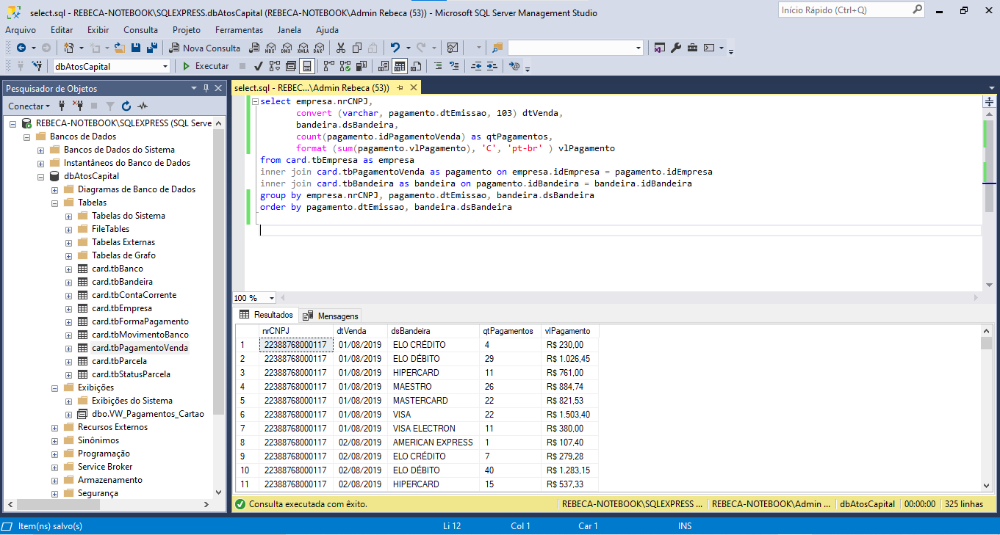 select.sql - REBECA-NOTEBOOK\SQLEXPRESS.dbAtosCapital (REBECA-NOTEBOOK\Admin Rebeca (53)) - Microsoft SQL Server Management Studio
Início Rápido (Ctrl+Q)
Arquivo Editar Exibir Consulta Projeto Ferramentas Janela Ajuda
Nova Consulta MDX DMX XMLA DAX
dbAtosCapital Executar
Pesquisador de Objetos
Conectar
REBECA-NOTEBOOK\SQLEXPRESS (SQL Serve
Bancos de Dados
Bancos de Dados do Sistema
Instantâneos do Banco de Dados
dbAtosCapital
Diagramas de Banco de Dados
Tabelas
Tabelas do Sistema
FileTables
Tabelas Externas
Tabelas de Grafo
card.tbBanco
card.tbBandeira
card.tbContaCorrente
card.tbEmpresa
card.tbFormaPagamento
card.tbMovimentoBanco
card.tbPagamentoVenda
card.tbParcela
card.tbStatusParcela
Exibições
Exibições do Sistema
dbo.VW_Pagamentos_Cartao
Recursos Externos
Sinônimos
Programação
Service Broker
Armazenamento
Segurança
select.sql - REBEC...\Admin Rebeca (53))
select empresa.nrCNPJ,
convert (varchar, pagamento.dtEmissao, 103) dtVenda,
bandeira.dsBandeira,
count(pagamento.idPagamentoVenda) as qtPagamentos,
format (sum(pagamento.vlPagamento), 'C', 'pt-br' ) vlPagamento
from card.tbEmpresa as empresa
inner join card.tbPagamentoVenda as pagamento on empresa.idEmpresa = pagamento.idEmpresa
inner join card.tbBandeira as bandeira on pagamento.idBandeira = bandeira.idBandeira
group by empresa.nrCNPJ, pagamento.dtEmissao, bandeira.dsBandeira
order by pagamento.dtEmissao, bandeira.dsBandeira
100 %
Resultados Mensagens
nrCNPJ dtVenda dsBandeira qtPagamentos vlPagamento
1 22388768000117 01/08/2019 ELO CRÉDITO 4 R$ 230,00
2 22388768000117 01/08/2019 ELO DÉBITO 29 R$ 1.026,45
3 22388768000117 01/08/2019 HIPERCARD 11 R$ 761,00
4 22388768000117 01/08/2019 MAESTRO 26 R$ 884,74
5 22388768000117 01/08/2019 MASTERCARD 22 R$ 821,53
6 22388768000117 01/08/2019 VISA 22 R$ 1.503,40
7 22388768000117 01/08/2019 VISA ELECTRON 11 R$ 380,00
8 22388768000117 02/08/2019 AMERICAN EXPRESS 1 R$ 107,40
9 22388768000117 02/08/2019 ELO CRÉDITO 7 R$ 279,28
10 22388768000117 02/08/2019 ELO DÉBITO 40 R$ 1.283,15
11 22388768000117 02/08/2019 HIPERCARD 15 R$ 537,33
Consulta executada com êxito. REBECA-NOTEBOOK\SQLEXPRESS ... REBECA-NOTEBOOK\Admin ... dbAtosCapital 00:00:00 325 linhas
Item(ns) salvo(s) Li 12 Col 1 Car 1 INS